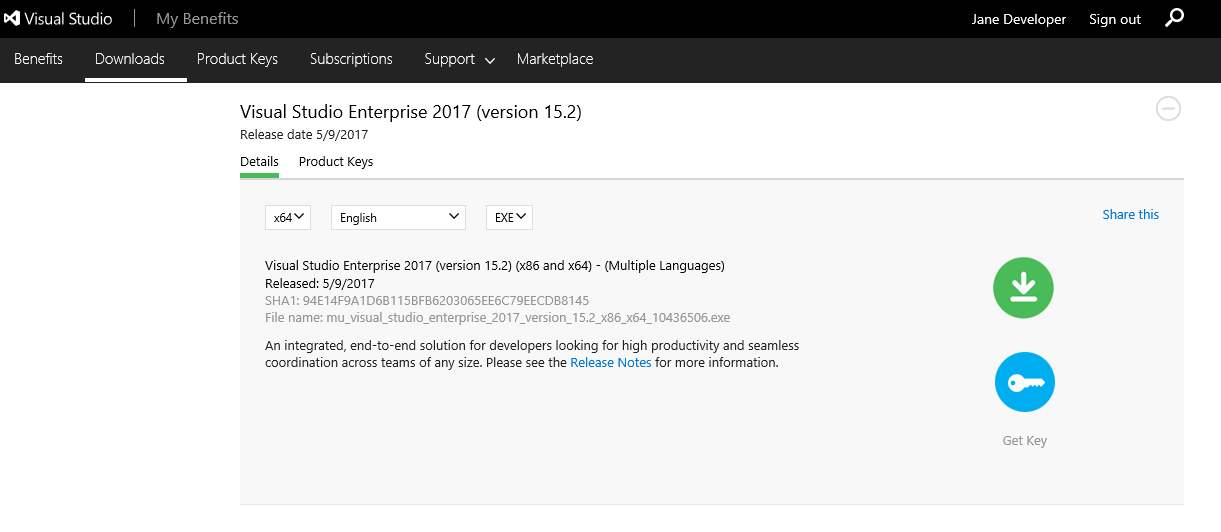 Visual Studio My Benefits Jane Developer Sign out
Benefits Downloads Product Keys Subscriptions Support Marketplace
Visual Studio Enterprise 2017 (version 15.2)
Release date 5/9/2017
Details Product Keys
x64 English EXE Share this
Visual Studio Enterprise 2017 (version 15.2) (x86 and x64) - (Multiple Languages)
Released: 5/9/2017
SHA1: 94E14F9A1D6B115BFB6203065EE6C79EECDB8145
File name: mu_visual_studio_enterprise_2017_version_15.2_x86_x64_10436506.exe
An integrated, end-to-end solution for developers looking for high productivity and seamless
coordination across teams of any size. Please see the Release Notes for more information.
Get Key